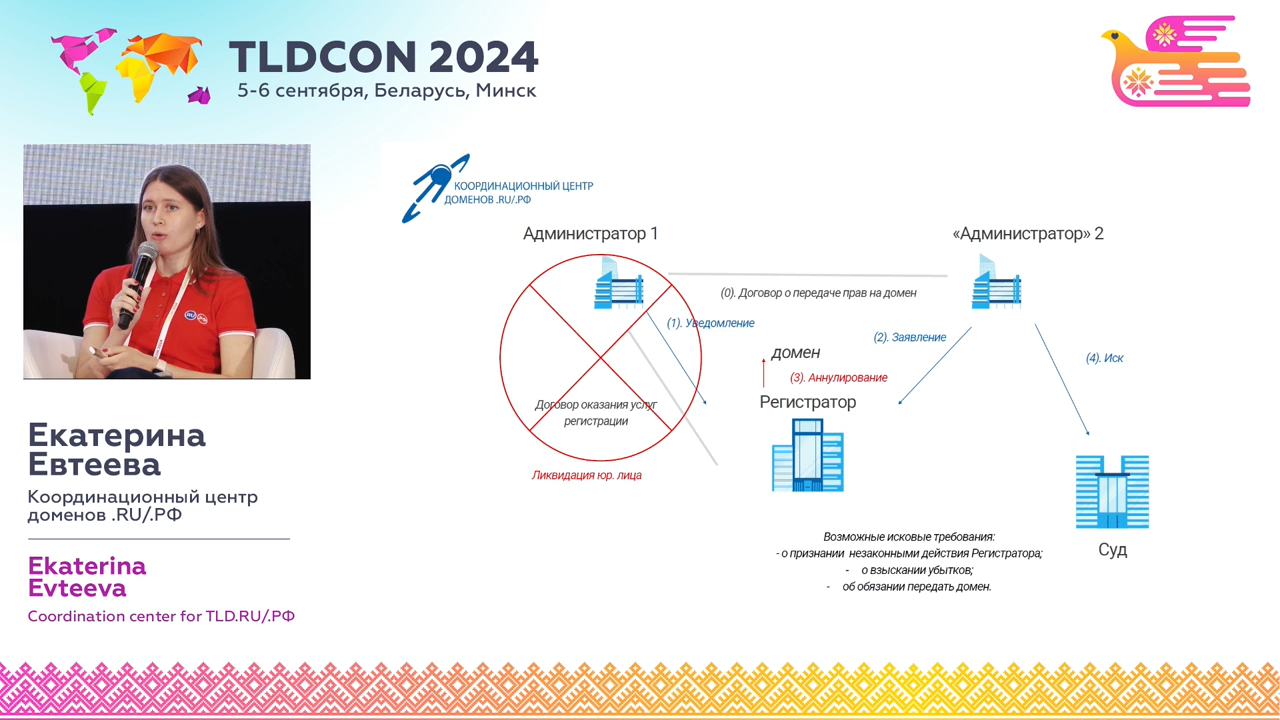 TLDCON 2024
5-6 сентября, Беларусь, Минск
КООРДИНАЦИОННЫЙ ЦЕНТР
ДОМЕНОВ .RU/.РФ
Администратор 1
«Администратор» 2
(0). Договор о передаче прав на домен
(1). Уведомление
(2). Заявление
домен
(4). Иск
(3). Аннулирование
Регистратор
Договор оказания услуг
регистрации
Ликвидация юр. лица
Возможные исковые требования:
- о признании незаконными действия Регистратора;
- о взыскании убытков;
- об обязании передать домен.
Суд
RU
Екатерина
Евтеева
Координационный центр
доменов .RU/.РФ
Ekaterina
Evteeva
Coordination center for TLD.RU/.РФ